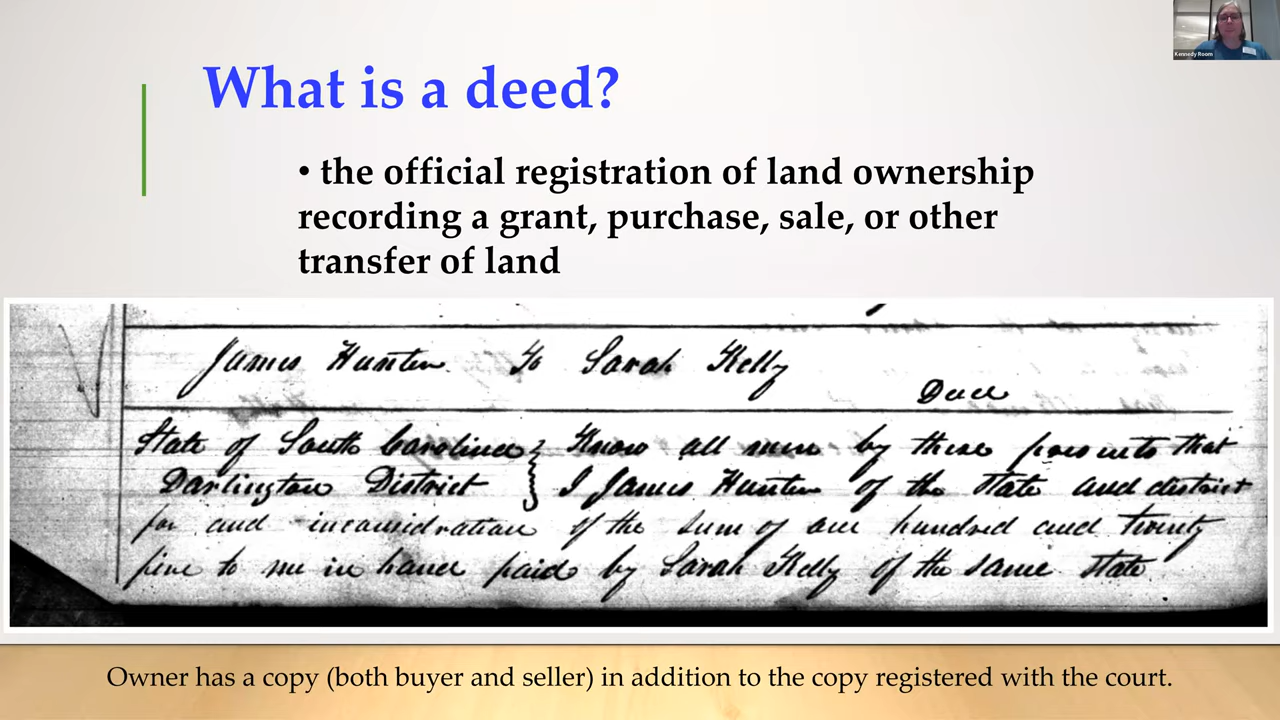 Kennedy Room
What is a deed?
• the official registration of land ownership
recording a grant, purchase, sale, or other
transfer of land
James Hunter To Sarah Kelly
Deed
State of South Carolina } Know all men by these presents that
Darlington District } I James Hunter of the State and district
for and inconsidration of the sum of one hundred and twenty
five to me in hand paid by Sarah Kelly of the same State
Owner has a copy (both buyer and seller) in addition to the copy registered with the court.